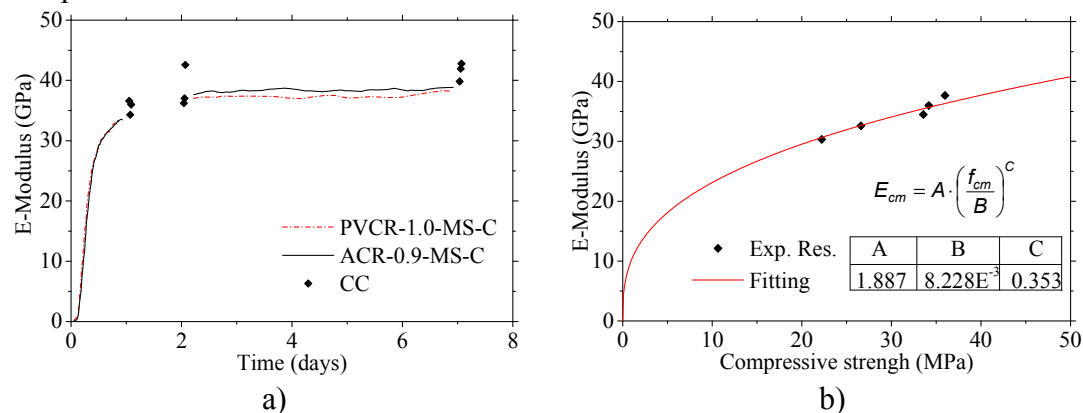 50
40
30
20
10
0
E-Modulus (GPa)
PVCR-1.0-MS-C
ACR-0.9-MS-C
CC
0 2 4 6 8
Time (days)
a)
50
40
30
20
10
0
E-Modulus (GPa)
E_cm = A·(f_cm/B)^C
Exp. Res.
Fitting
A B C
1.887 8.228E^-3 0.353
0 10 20 30 40 50
Compressive strengh (MPa)
b)